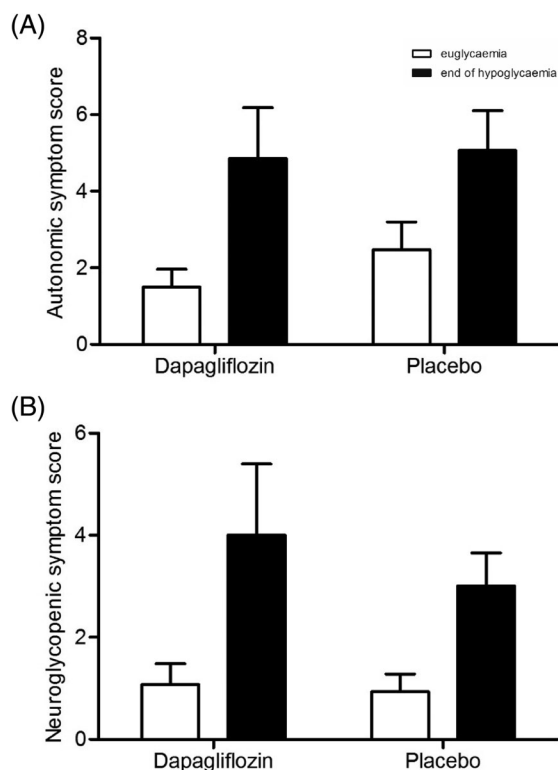 (A)
8
6
4
2
0
Autonomic symptom score
euglycaemia
end of hypoglycaemia
Dapagliflozin Placebo
(B)
6
4
2
0
Neuroglycopenic symptom score
Dapagliflozin Placebo